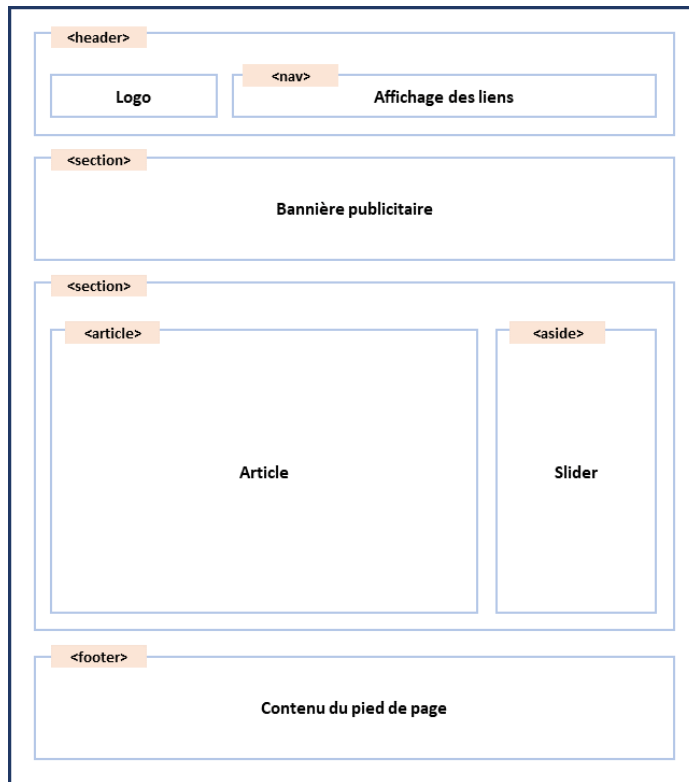 <header>
Logo
<nav>
Affichage des liens
<section>
Bannière publicitaire
<section>
<article>
<aside>
Article
Slider
<footer>
Contenu du pied de page